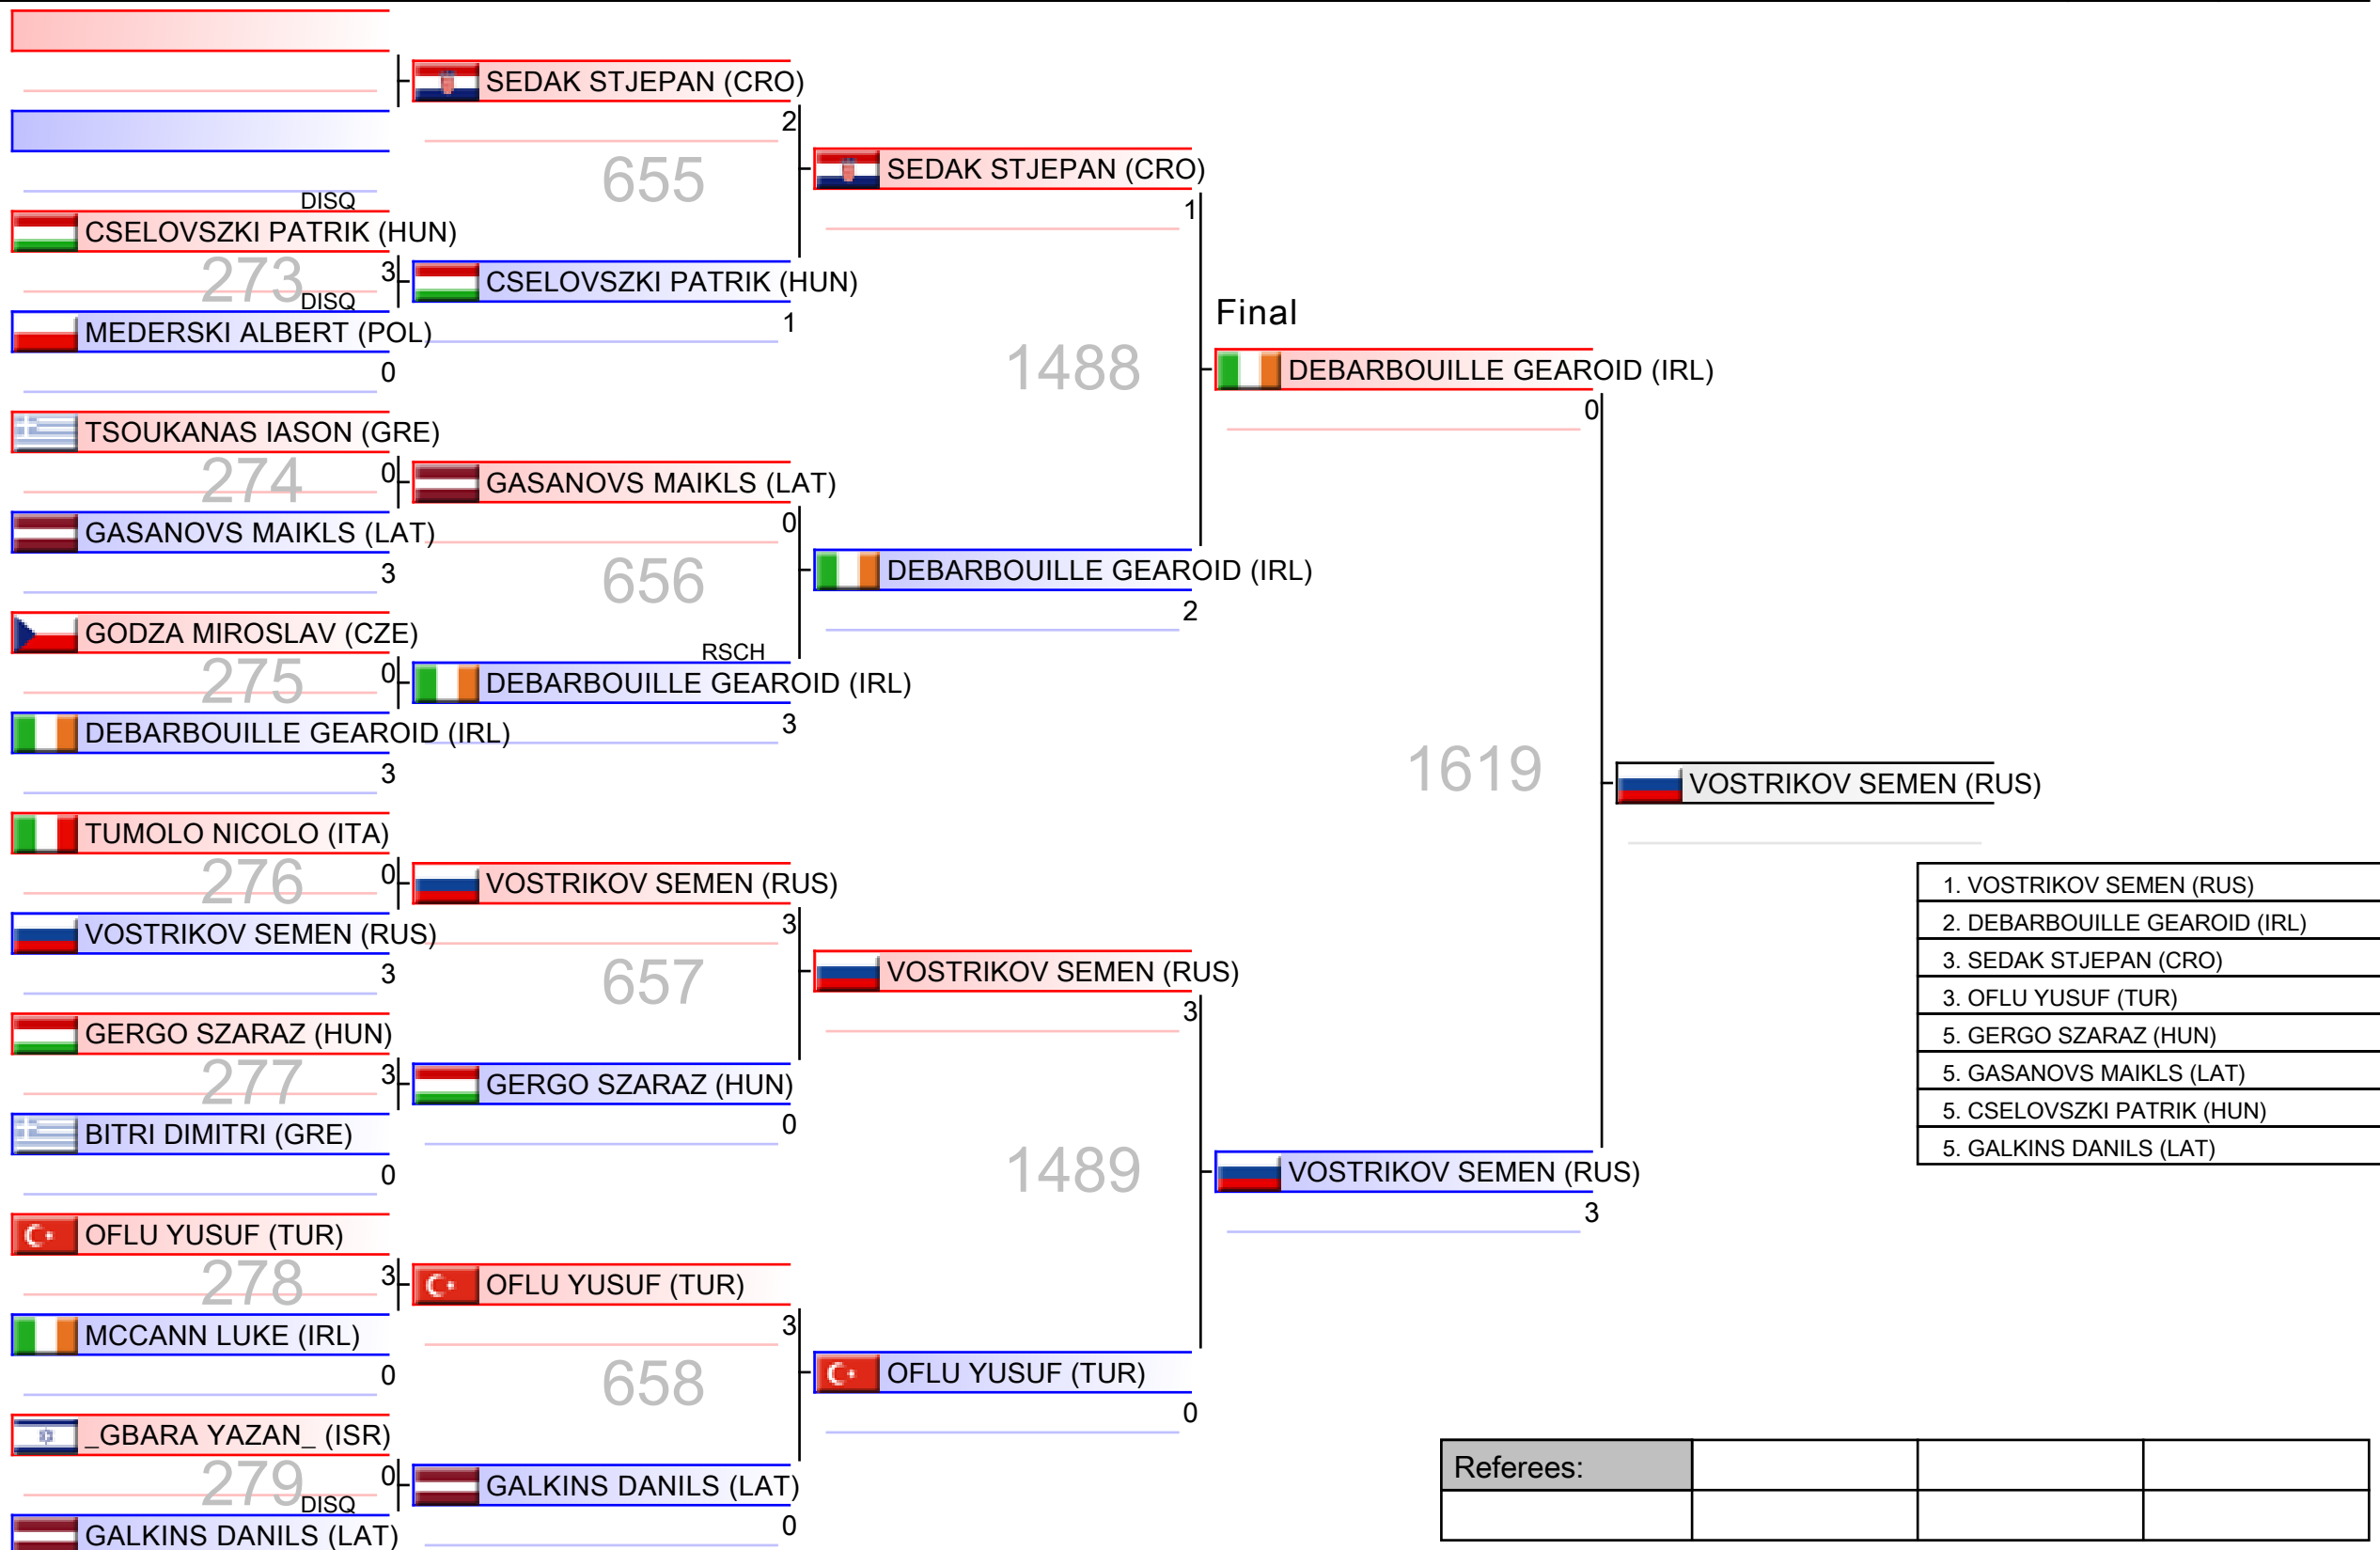 SEDAK STJEPAN (CRO)
2
655
SEDAK STJEPAN (CRO)
1
DISQ
CSELOVSZKI PATRIK (HUN)
273
3
CSELOVSZKI PATRIK (HUN)
1
DISQ
MEDERSKI ALBERT (POL)
0
Final
1488
DEBARBOUILLE GEAROID (IRL)
0
TSOUKANAS IASON (GRE)
274
0
GASANOVS MAIKLS (LAT)
0
GASANOVS MAIKLS (LAT)
3
656
DEBARBOUILLE GEAROID (IRL)
2
GODZA MIROSLAV (CZE)
275
0
RSCH
DEBARBOUILLE GEAROID (IRL)
3
DEBARBOUILLE GEAROID (IRL)
3
1619
VOSTRIKOV SEMEN (RUS)
TUMOLO NICOLO (ITA)
276
0
VOSTRIKOV SEMEN (RUS)
3
VOSTRIKOV SEMEN (RUS)
3
657
VOSTRIKOV SEMEN (RUS)
3
GERGO SZARAZ (HUN)
277
3
GERGO SZARAZ (HUN)
0
BITRI DIMITRI (GRE)
0
1489
VOSTRIKOV SEMEN (RUS)
3
1. VOSTRIKOV SEMEN (RUS)
2. DEBARBOUILLE GEAROID (IRL)
3. SEDAK STJEPAN (CRO)
3. OFLU YUSUF (TUR)
5. GERGO SZARAZ (HUN)
5. GASANOVS MAIKLS (LAT)
5. CSELOVSZKI PATRIK (HUN)
5. GALKINS DANILS (LAT)
OFLU YUSUF (TUR)
278
3
OFLU YUSUF (TUR)
3
MCCANN LUKE (IRL)
0
658
OFLU YUSUF (TUR)
0
_GBARA YAZAN_ (ISR)
279
0
GALKINS DANILS (LAT)
0
DISQ
GALKINS DANILS (LAT)
Referees: